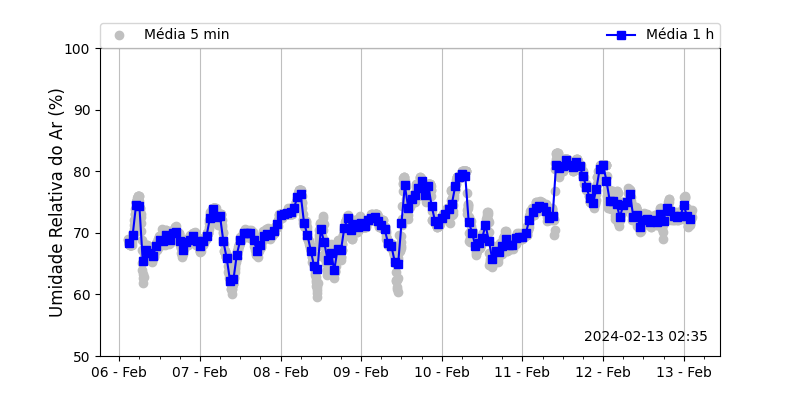 Média 5 min
Média 1 h
100
90
80
70
60
50
Umidade Relativa do Ar (%)
2024-02-13 02:35
06 - Feb
07 - Feb
08 - Feb
09 - Feb
10 - Feb
11 - Feb
12 - Feb
13 - Feb